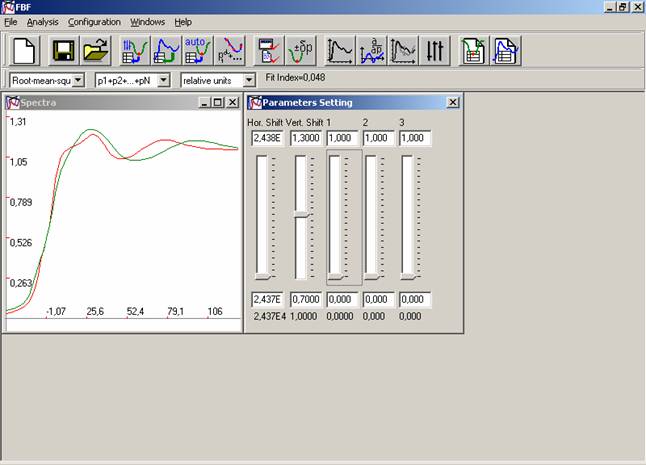 FBF
File Analysis Configuration Windows Help
auto ±δp
p*d*... a δp
Root-mean-squ p1+p2+...+pN relative units Fit Index=0,048
Spectra
1,31
1,05
0,789
0,526
0,263
-1,07 25,6 52,4 79,1 106
Parameters Setting
Hor. Shift Vert. Shift 1 2 3
2,438E 1,3000 1,000 1,000 1,000
2,437E 0,7000 0,000 0,000 0,000
2,437E4 1,0000 0,0000 0,000 0,000